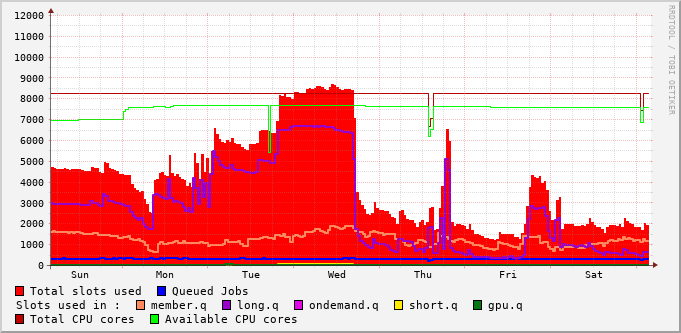 RRDTOOL / TOBI OETIKER
12000
11000
10000
9000
8000
7000
6000
5000
4000
3000
2000
1000
0
Sun Mon Tue Wed Thu Fri Sat
Total slots used Queued Jobs
Slots used in : member.q long.q ondemand.q short.q gpu.q
Total CPU cores Available CPU cores